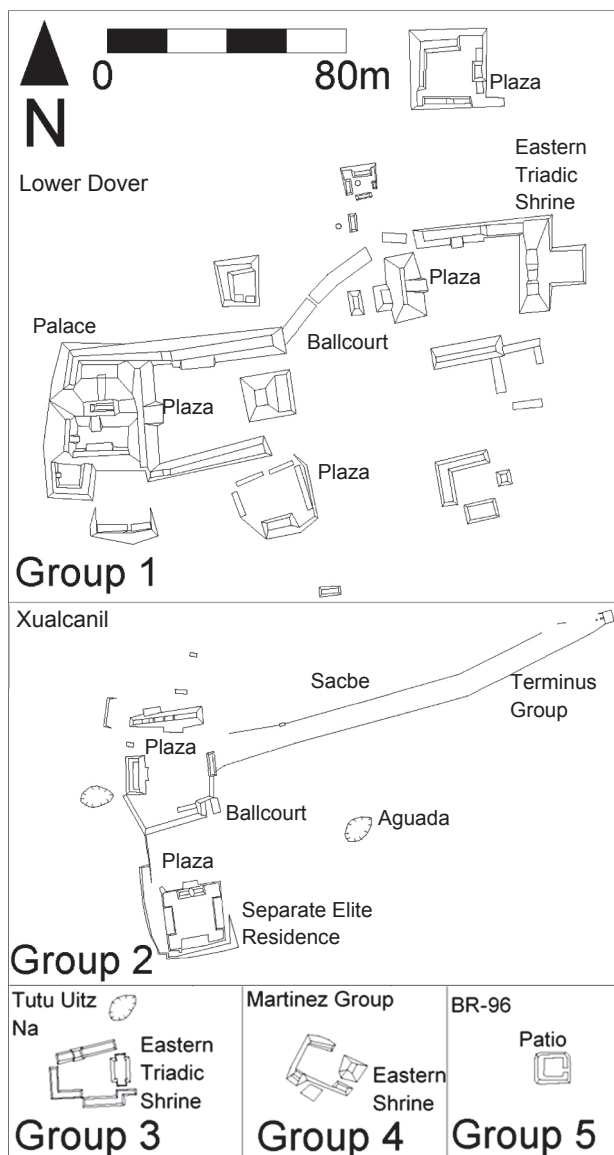 N
0 80m
Plaza
Lower Dover
Eastern
Triadic
Shrine
Plaza
Palace
Ballcourt
Plaza
Plaza
Group 1
Xualcanil
Sacbe
Terminus
Group
Plaza
Ballcourt
Aguada
Plaza
Separate Elite
Residence
Group 2
Tutu Uitz
Na
Eastern
Triadic
Shrine
Group 3
Martinez Group
Eastern
Shrine
Group 4
BR-96
Patio
Group 5